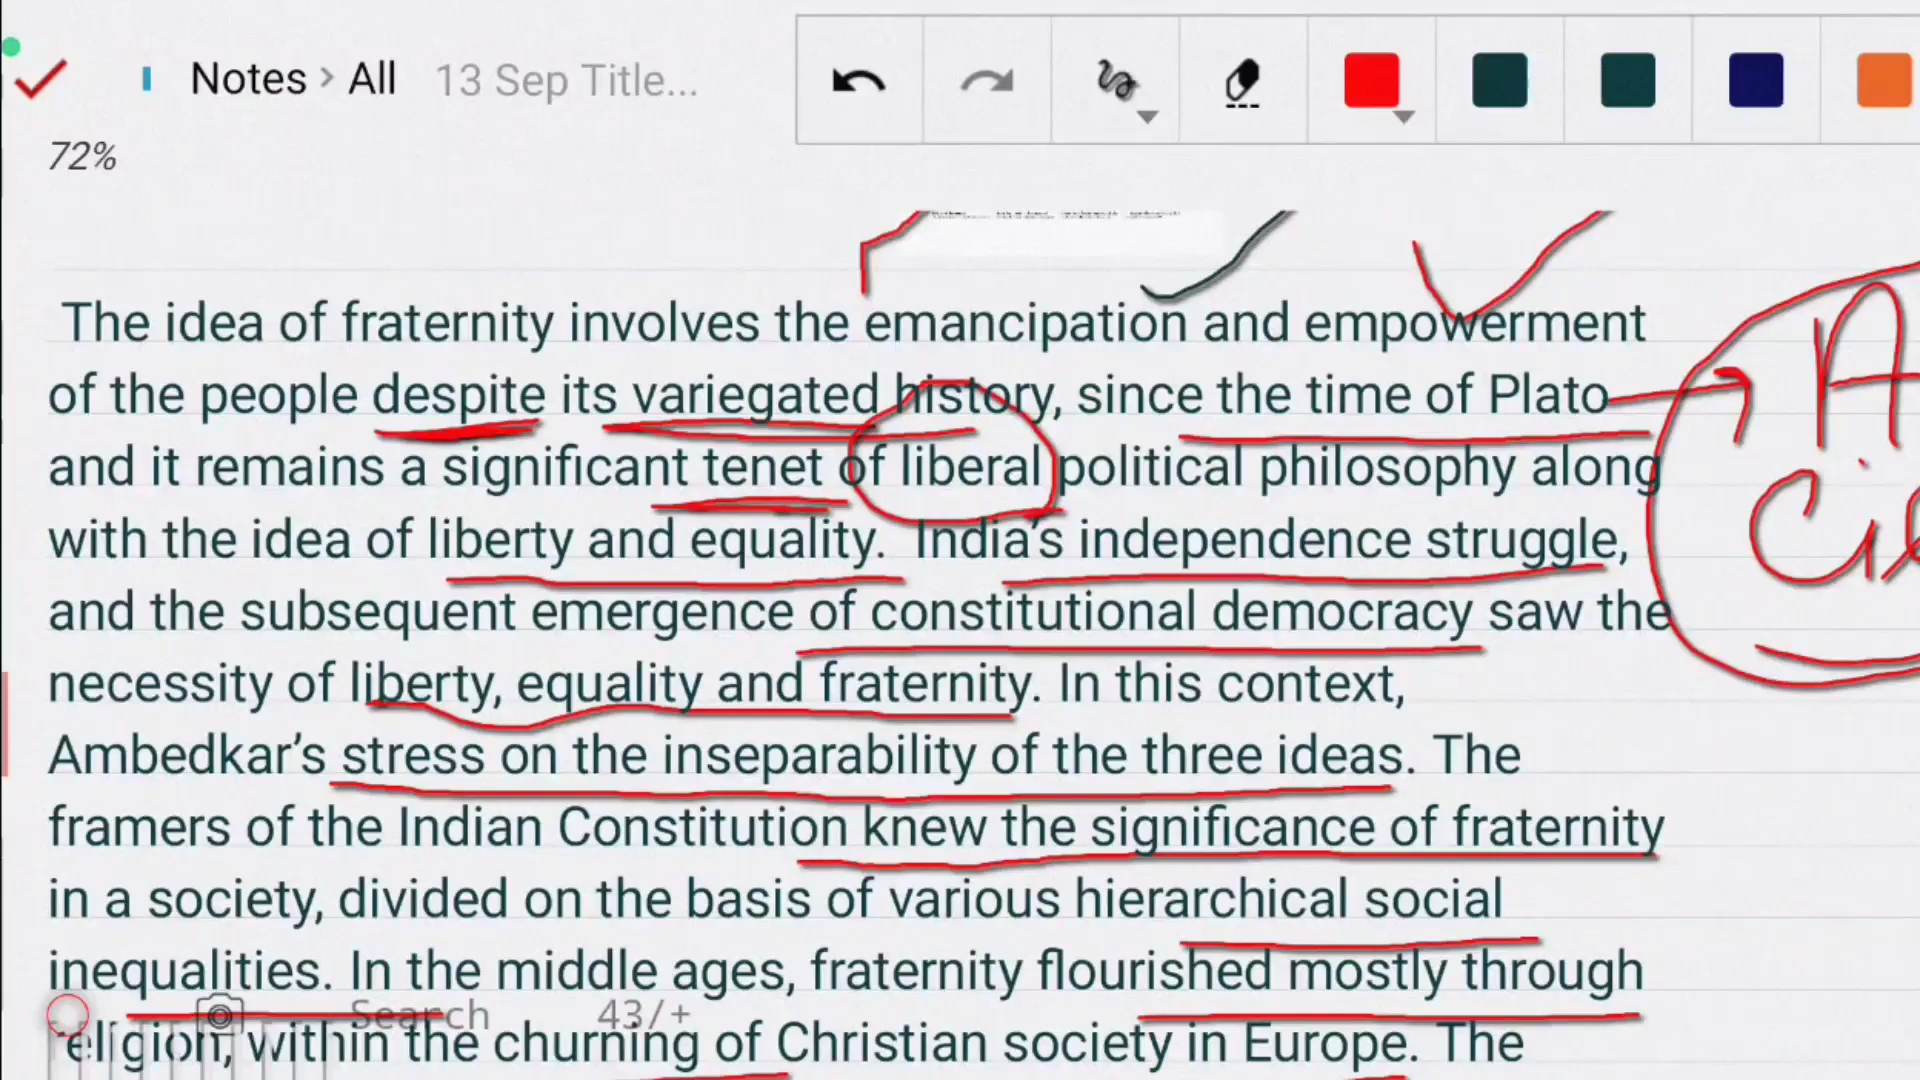 Notes > All 13 Sep Title...
72%
The idea of fraternity involves the emancipation and empowerment
of the people despite its variegated history, since the time of Plato
and it remains a significant tenet of liberal political philosophy along
with the idea of liberty and equality. India's independence struggle,
and the subsequent emergence of constitutional democracy saw the
necessity of liberty, equality and fraternity. In this context,
Ambedkar's stress on the inseparability of the three ideas. The
framers of the Indian Constitution knew the significance of fraternity
in a society, divided on the basis of various hierarchical social
inequalities. In the middle ages, fraternity flourished mostly through
Search 43/+
religion, within the churning of Christian society in Europe. The